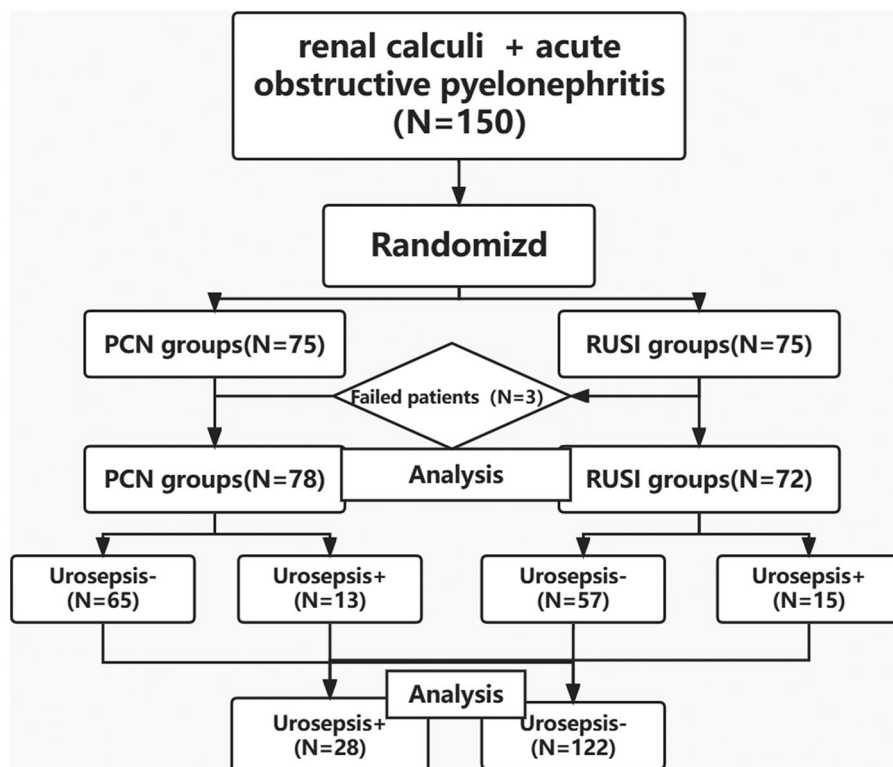 renal calculi + acute
obstructive pyelonephritis
(N=150)
Randomizd
PCN groups(N=75)
RUSI groups(N=75)
Failed patients (N=3)
PCN groups(N=78)
Analysis
RUSI groups(N=72)
Urosepsis-
(N=65)
Urosepsis+
(N=13)
Urosepsis-
(N=57)
Urosepsis+
(N=15)
Analysis
Urosepsis+
(N=28)
Urosepsis-
(N=122)